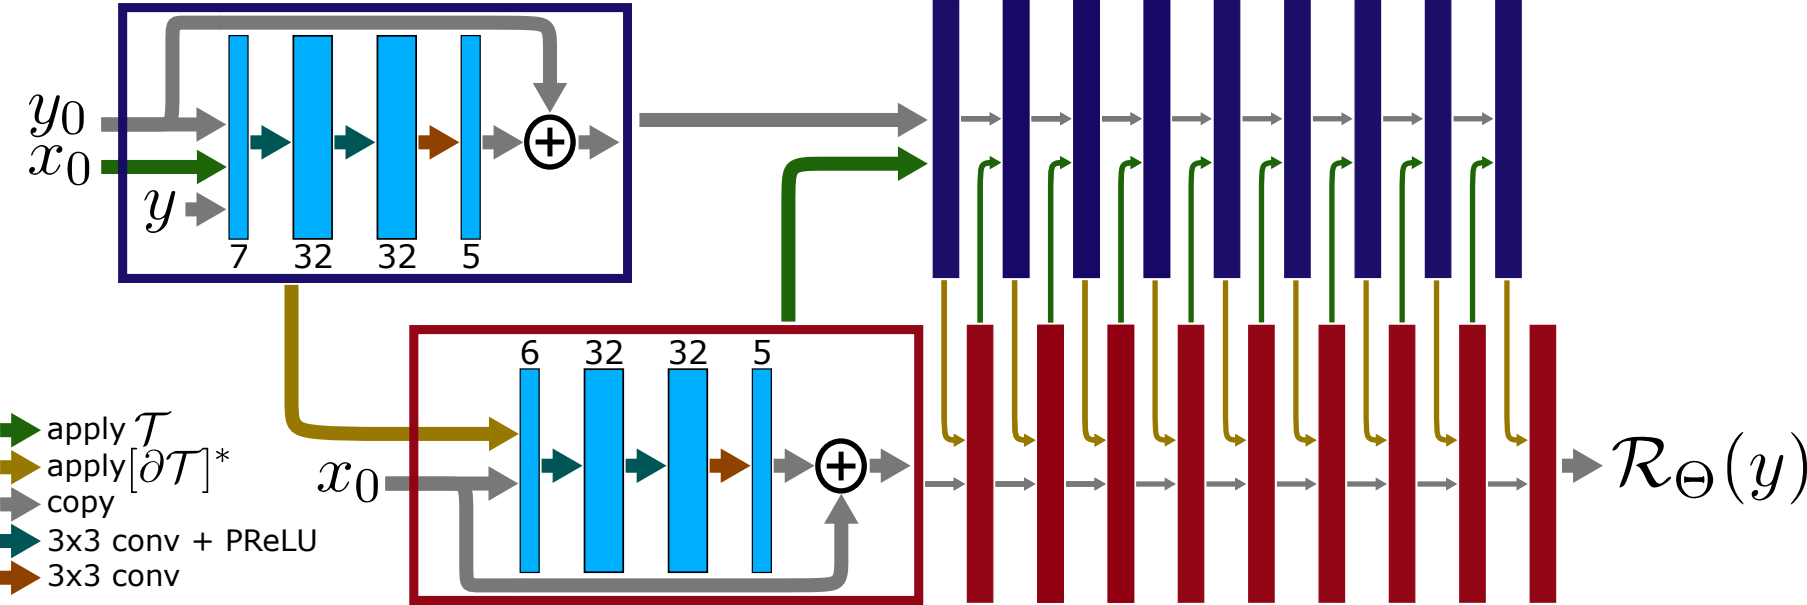 y₀
x₀
y
7 32 32 5
6 32 32 5
x₀
apply 𝒯
apply [∂𝒯]*
copy
3x3 conv + PReLU
3x3 conv
ℛ_Θ(y)